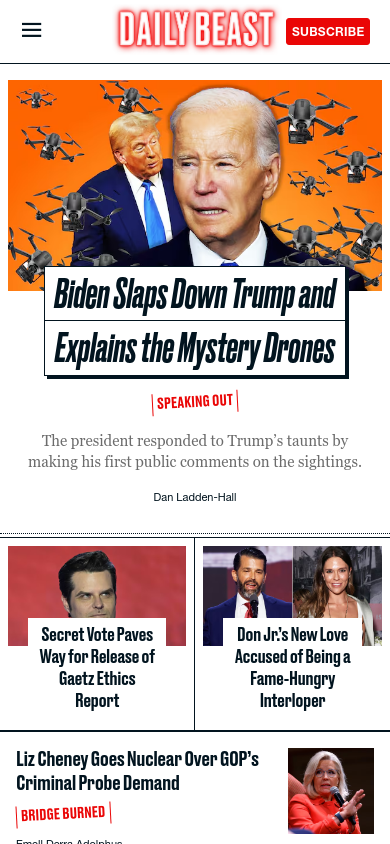 DAILY BEAST
SUBSCRIBE
Biden Slaps Down Trump and
Explains the Mystery Drones
SPEAKING OUT
The president responded to Trump’s taunts by
making his first public comments on the sightings.
Dan Ladden-Hall
Secret Vote Paves
Way for Release of
Gaetz Ethics
Report
Don Jr.’s New Love
Accused of Being a
Fame-Hungry
Interloper
Liz Cheney Goes Nuclear Over GOP’s
Criminal Probe Demand
BRIDGE BURNED